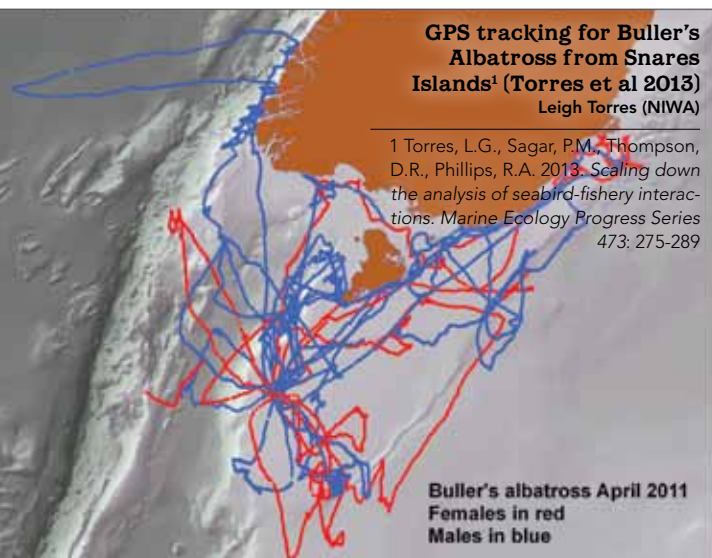 GPS tracking for Buller's
Albatross from Snares
Islands¹ (Torres et al 2013)
Leigh Torres (NIWA)
1 Torres, L.G., Sagar, P.M., Thompson,
D.R., Phillips, R.A. 2013. Scaling down
the analysis of seabird-fishery interac-
tions. Marine Ecology Progress Series
473: 275-289
Buller's albatross April 2011
Females in red
Males in blue